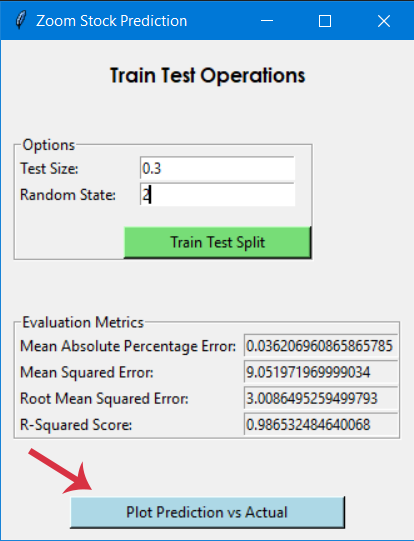 Zoom Stock Prediction
Train Test Operations
Options
Test Size: 0.3
Random State: 2
Train Test Split
Evaluation Metrics
Mean Absolute Percentage Error: 0.036206960865865785
Mean Squared Error: 9.051971969999034
Root Mean Squared Error: 3.0086495259499793
R-Squared Score: 0.986532484640068
Plot Prediction vs Actual